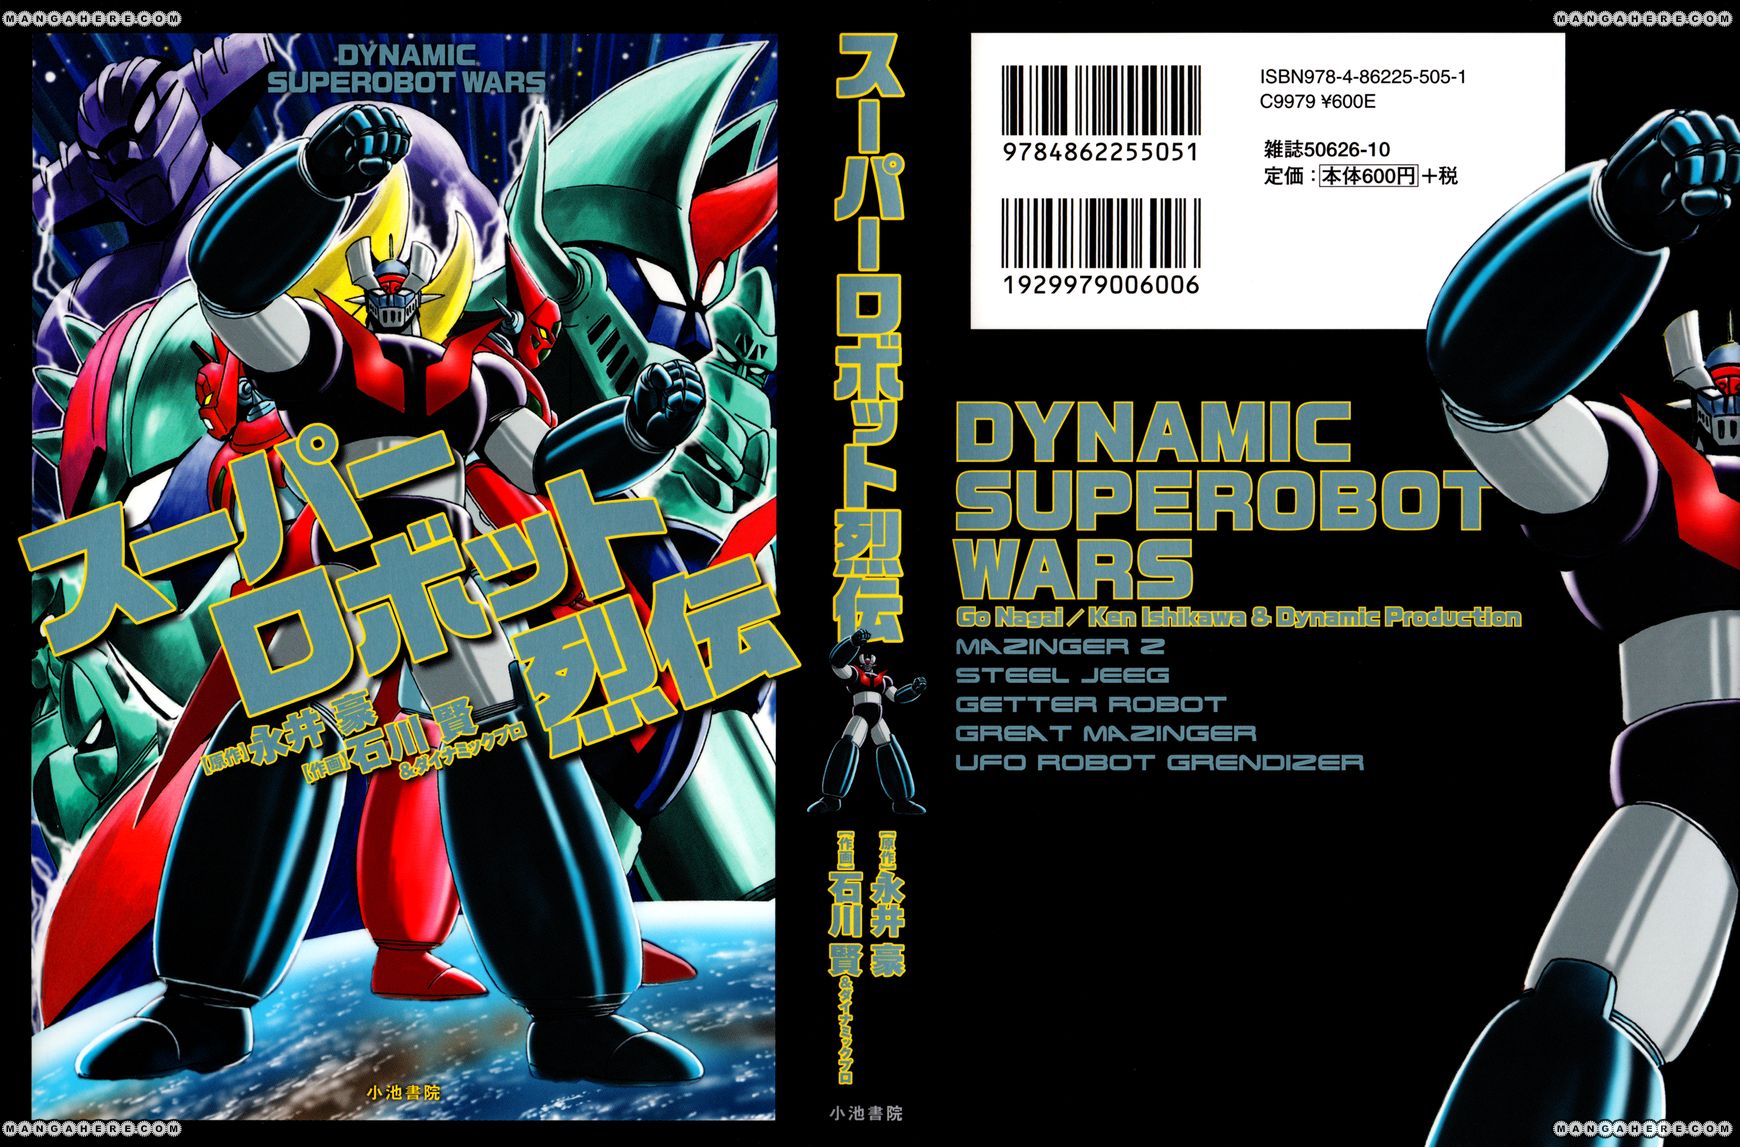 MANGAHERE.COM
MANGAHERE.COM
DYNAMIC
SUPEROBOT WARS
スーパー
ロボット
烈伝
【原作】永井 豪
【作画】石川 賢
&ダイナミックプロ
小池書院
スーパーロボット烈伝
【原作】永井 豪
【作画】石川 賢&ダイナミックプロ
小池書院
9784862255051
1929979006006
ISBN978-4-86225-505-1
C9979 ¥600E
雑誌50626-10
定価:本体600円+税
DYNAMIC
SUPEROBOT
WARS
Go Nagai/Ken Ishikawa & Dynamic Production
MAZINGER Z
STEEL JEEG
GETTER ROBOT
GREAT MAZINGER
UFO ROBOT GRENDIZER
MANGAHERE.COM
MANGAHERE.COM